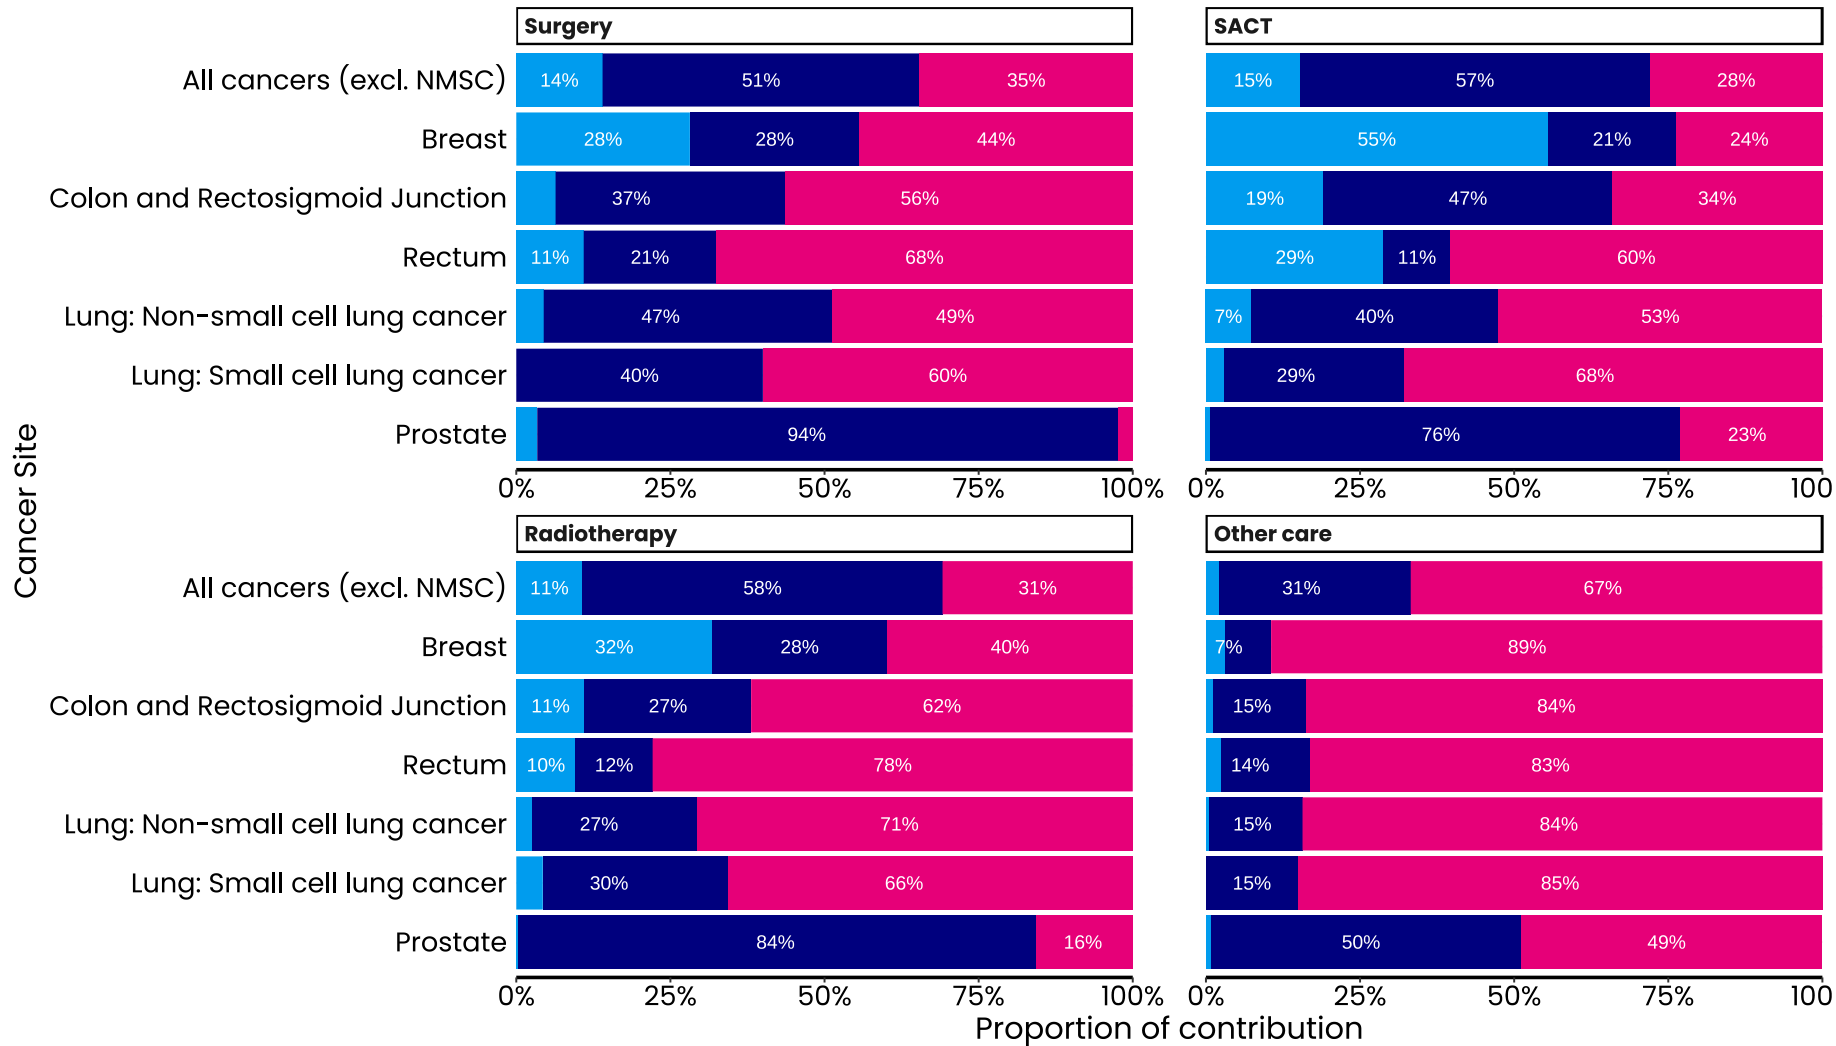 Surgery
SACT
All cancers (excl. NMSC) 14% 51% 35% 15% 57% 28%
Breast 28% 28% 44% 55% 21% 24%
Colon and Rectosigmoid Junction 37% 56% 19% 47% 34%
Rectum 11% 21% 68% 29% 11% 60%
Lung: Non-small cell lung cancer 47% 49% 7% 40% 53%
Lung: Small cell lung cancer 40% 60% 29% 68%
Prostate 94% 76% 23%
0% 25% 50% 75% 100% 0% 25% 50% 75% 100
Cancer Site
Radiotherapy
Other care
All cancers (excl. NMSC) 11% 58% 31% 31% 67%
Breast 32% 28% 40% 7% 89%
Colon and Rectosigmoid Junction 11% 27% 62% 15% 84%
Rectum 10% 12% 78% 14% 83%
Lung: Non-small cell lung cancer 27% 71% 15% 84%
Lung: Small cell lung cancer 30% 66% 15% 85%
Prostate 84% 16% 50% 49%
0% 25% 50% 75% 100% 0% 25% 50% 75% 100
Proportion of contribution